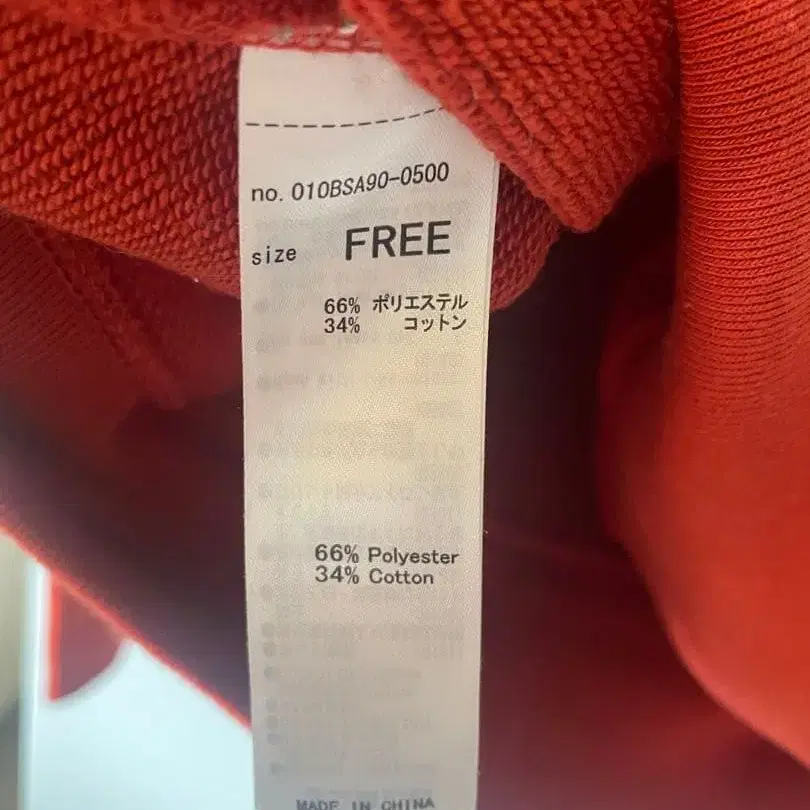 no. 010BSA90-0500
size FREE
66% ポリエステル
34% コットン
66% Polyester
34% Cotton
MADE IN CHINA